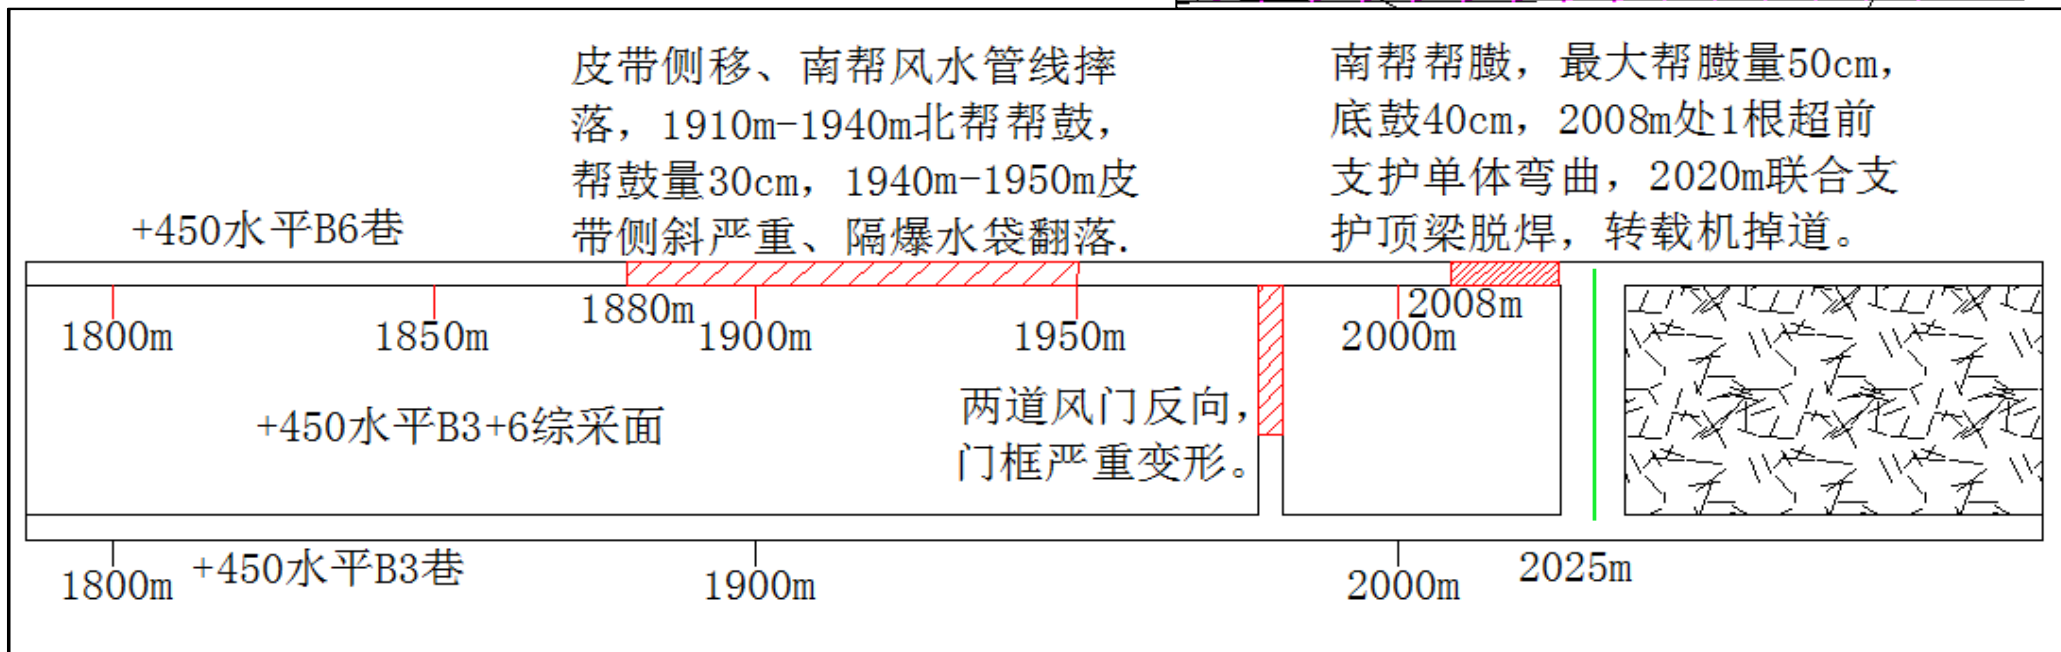 皮带侧移、南帮风水管线摔
落，1910m-1940m北帮帮鼓，
帮鼓量30cm，1940m-1950m皮
带侧斜严重、隔爆水袋翻落.
南帮帮臌，最大帮臌量50cm，
底鼓40cm，2008m处1根超前
支护单体弯曲，2020m联合支
护顶梁脱焊，转载机掉道。
+450水平B6巷
1880m
2008m
1800m
1850m
1900m
1950m
2000m
+450水平B3+6综采面
两道风门反向，
门框严重变形。
+450水平B3巷
2025m
1800m
1900m
2000m